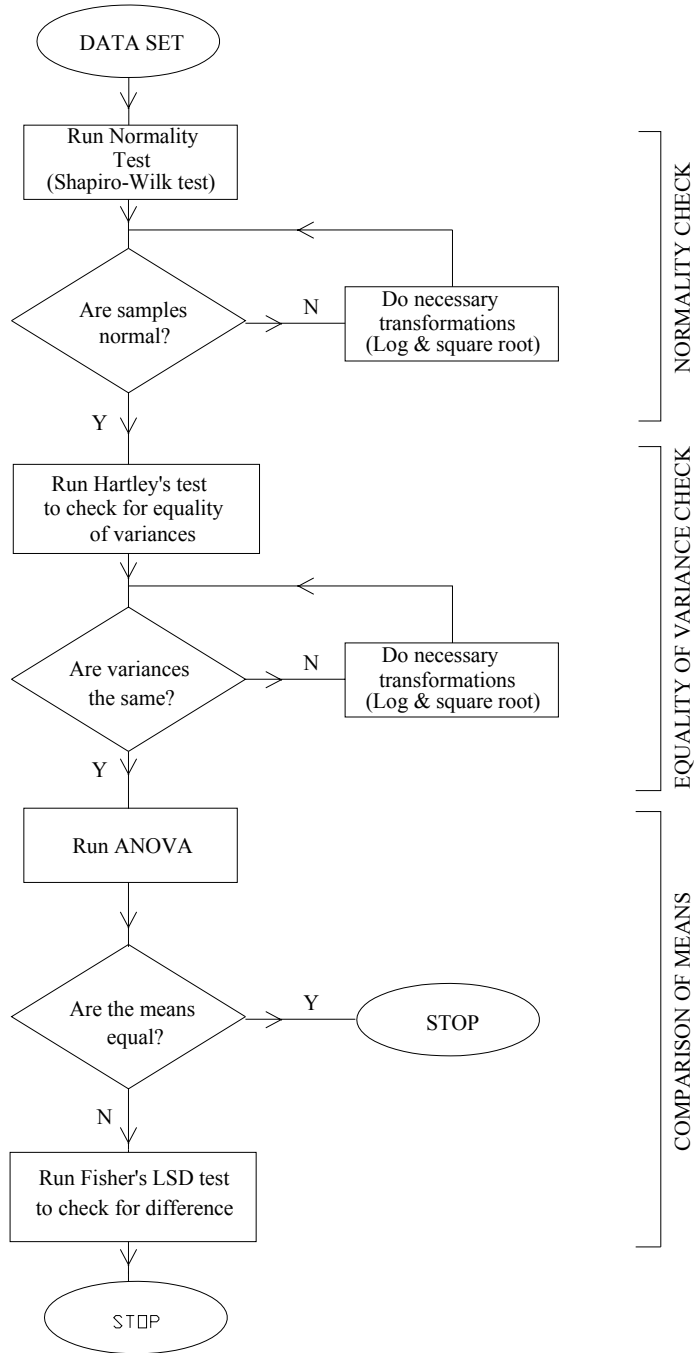 DATA SET
Run Normality
Test
(Shapiro-Wilk test)
Are samples
normal?
N
Do necessary
transformations
(Log & square root)
Y
NORMALITY CHECK
Run Hartley's test
to check for equality
of variances
Are variances
the same?
N
Do necessary
transformations
(Log & square root)
Y
EQUALITY OF VARIANCE CHECK
Run ANOVA
Are the means
equal?
Y
STOP
N
Run Fisher's LSD test
to check for difference
COMPARISON OF MEANS
STOP